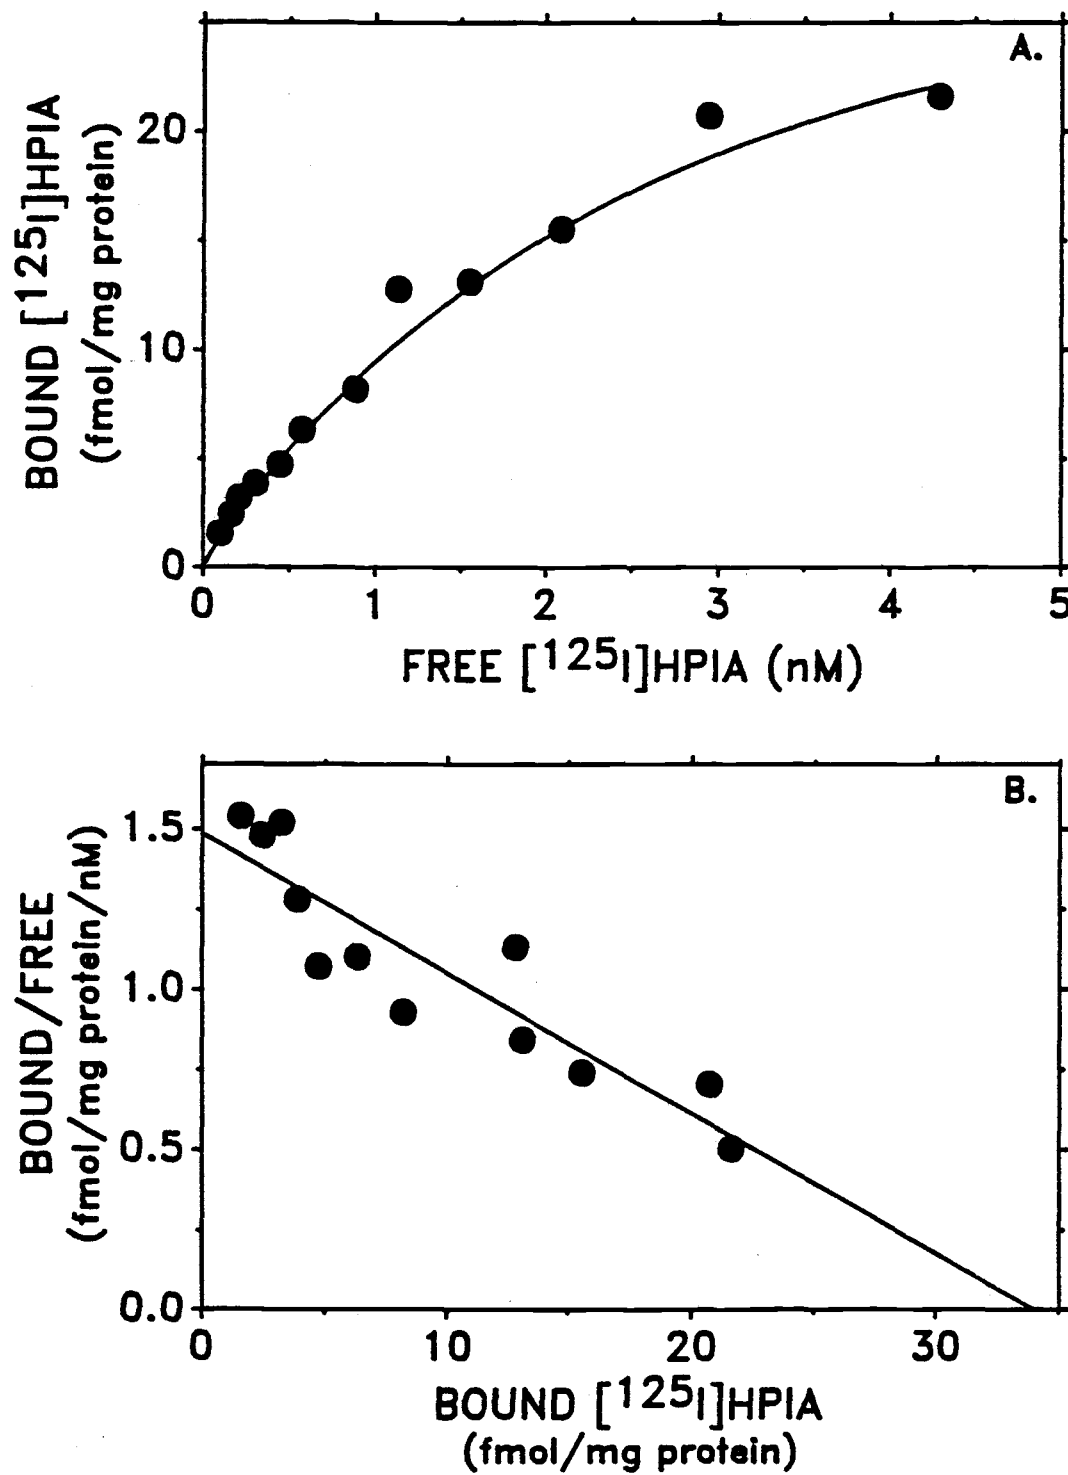 A.
BOUND [125I]HPIA
(fmol/mg protein)
20
10
0
0 1 2 3 4 5
FREE [125I]HPIA (nM)
B.
BOUND/FREE
(fmol/mg protein/nM)
1.5
1.0
0.5
0.0
0 10 20 30
BOUND [125I]HPIA
(fmol/mg protein)